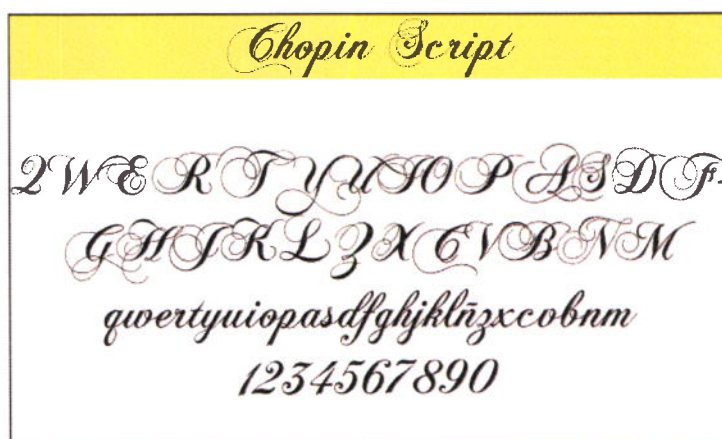 Chopin Script
QWERTYUIOPASDF
GHJKLZXCVBNM
qwertyuiopasdfghjklñzxcvbnm
1234567890